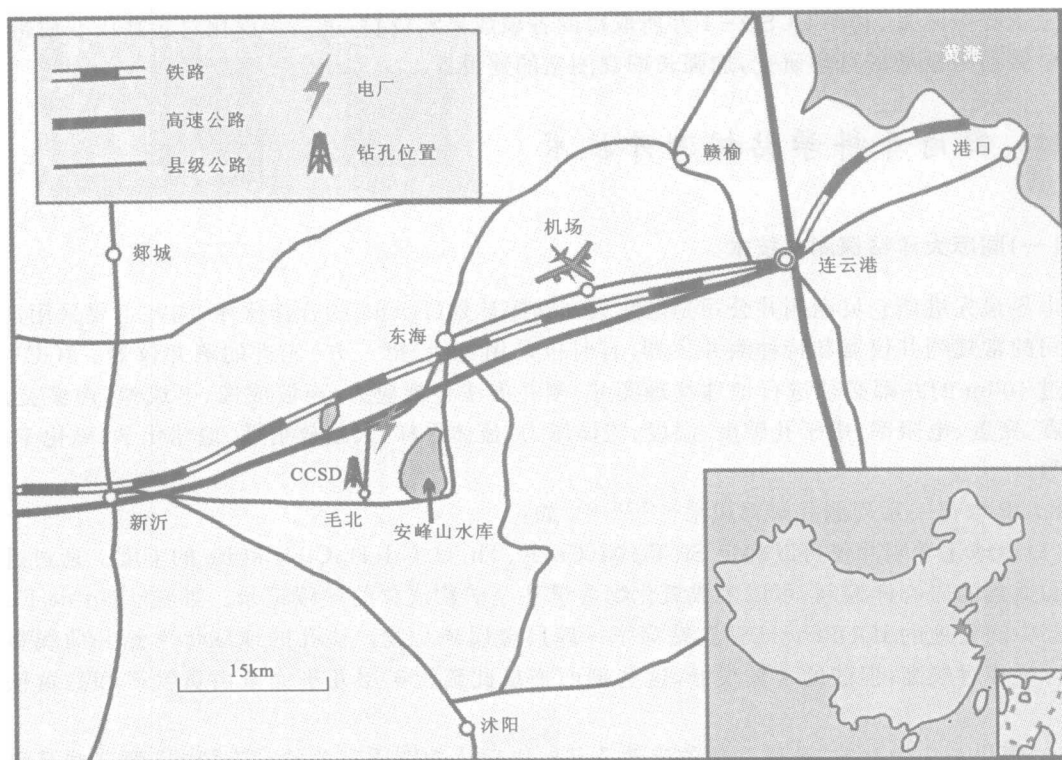 铁路
高速公路
县级公路
电厂
钻孔位置
黄海
港口
赣榆
机场
郯城
连云港
东海
CCSD
毛北
新沂
安峰山水库
15km
沭阳